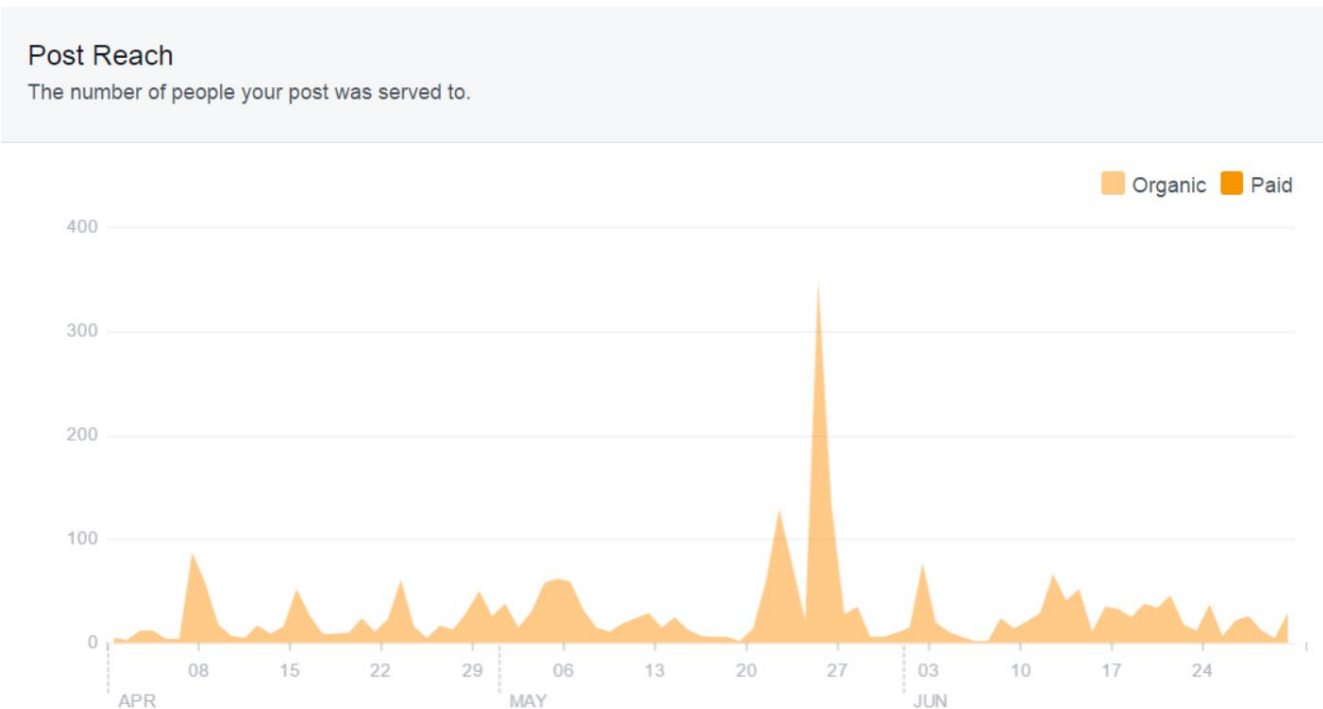 Post Reach
The number of people your post was served to.
Organic Paid
400
300
200
100
0
08 15 22 29 06 13 20 27 03 10 17 24
APR MAY JUN